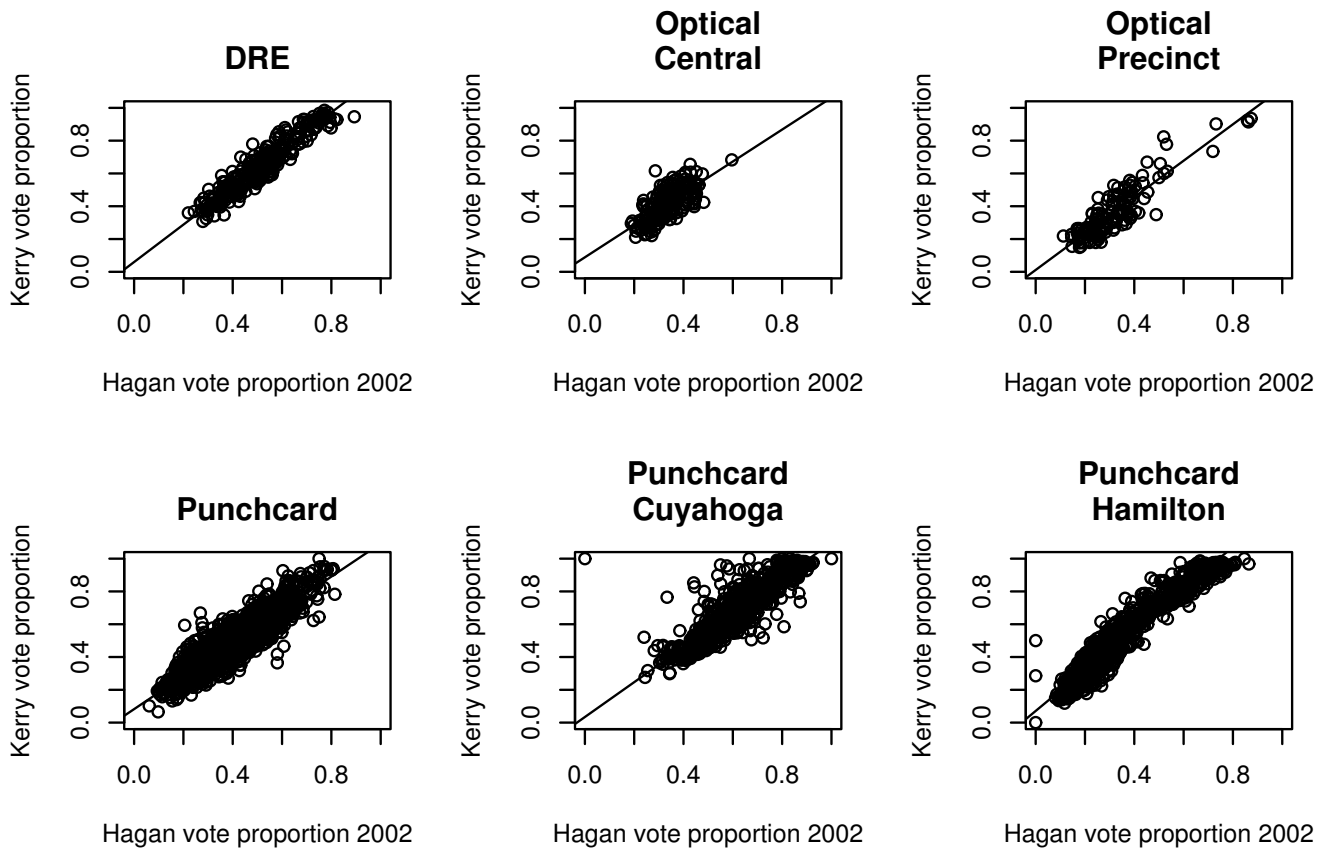 DRE
Kerry vote proportion
0.0 0.4 0.8
0.0 0.4 0.8
Hagan vote proportion 2002
Optical
Central
Kerry vote proportion
0.0 0.4 0.8
0.0 0.4 0.8
Hagan vote proportion 2002
Optical
Precinct
Kerry vote proportion
0.0 0.4 0.8
0.0 0.4 0.8
Hagan vote proportion 2002
Punchcard
Kerry vote proportion
0.0 0.4 0.8
0.0 0.4 0.8
Hagan vote proportion 2002
Punchcard
Cuyahoga
Kerry vote proportion
0.0 0.4 0.8
0.0 0.4 0.8
Hagan vote proportion 2002
Punchcard
Hamilton
Kerry vote proportion
0.0 0.4 0.8
0.0 0.4 0.8
Hagan vote proportion 2002